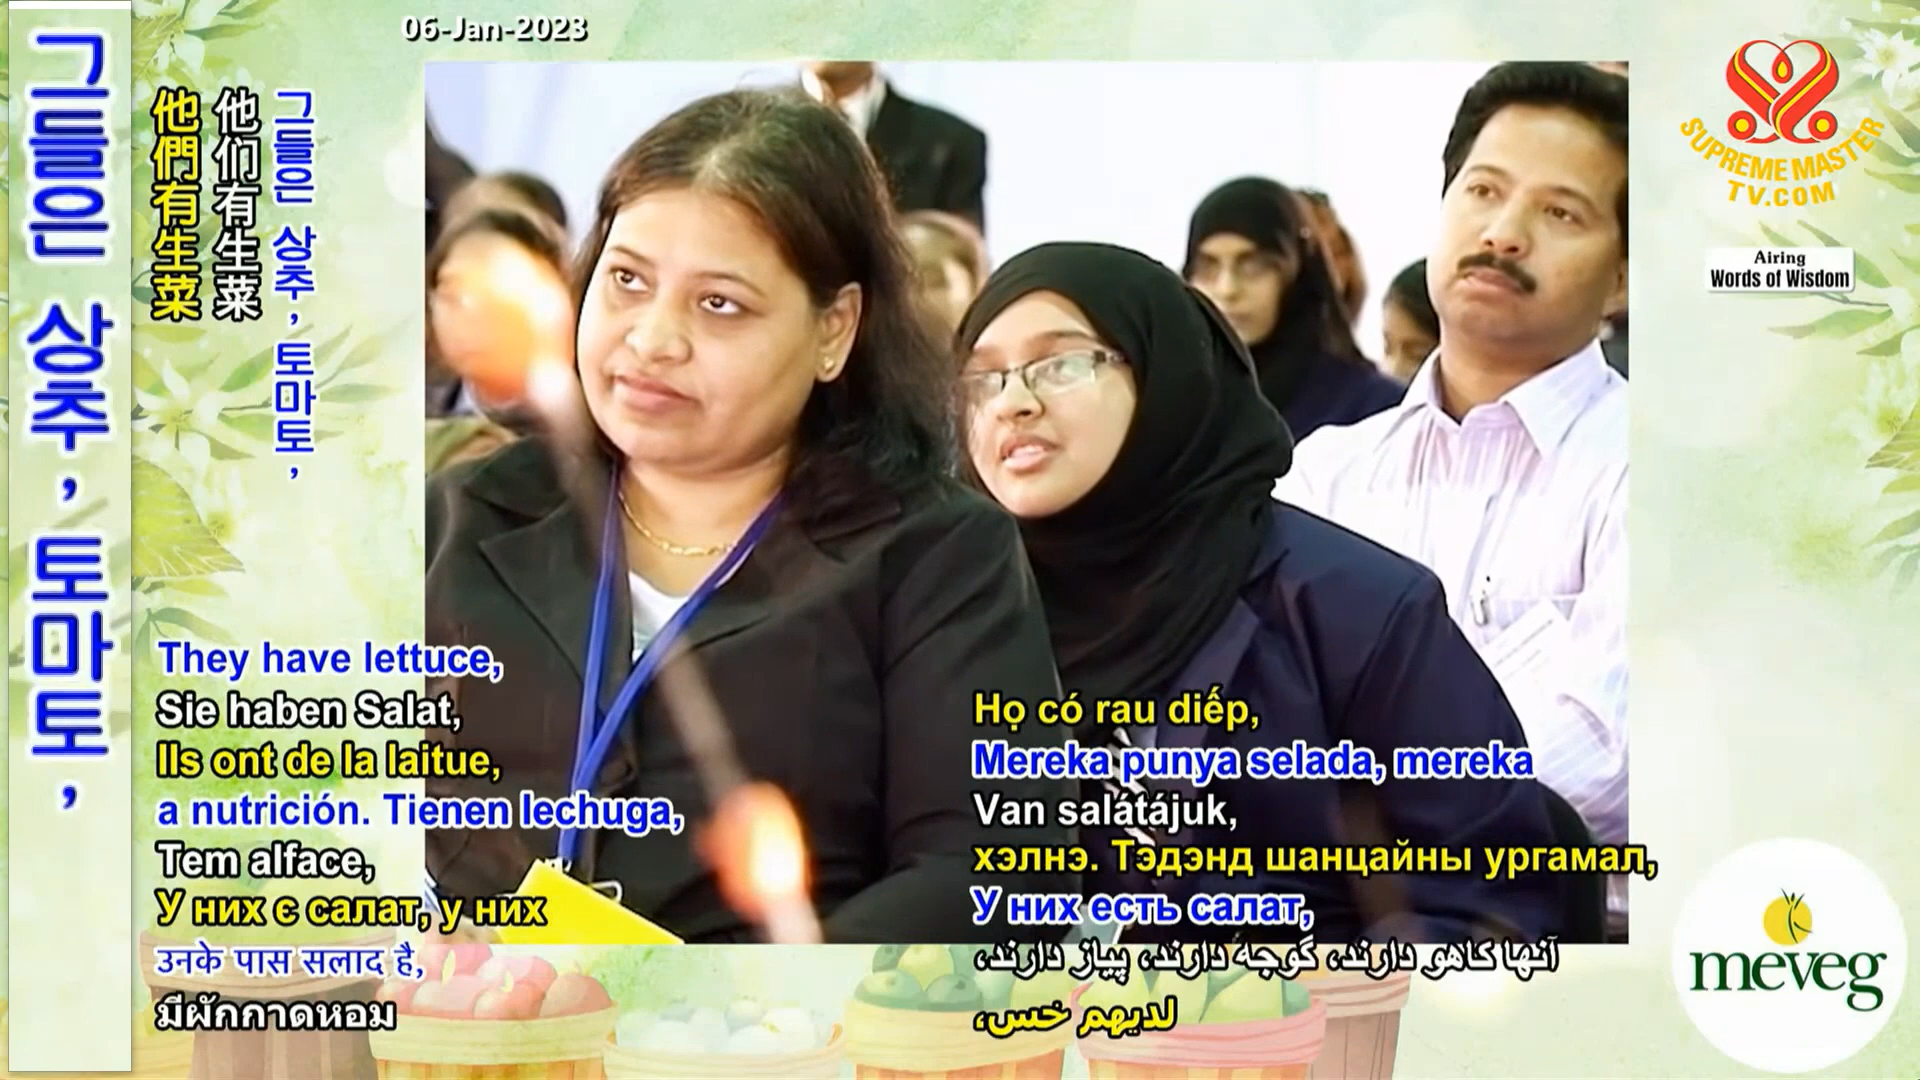 06-Jan-2023
그들은 상추, 토마토,
他們有生菜
他们有生菜
그들은 상추, 토마토,
SUPREME MASTER
TV.COM
Airing
Words of Wisdom
They have lettuce,
Sie haben Salat,
Ils ont de la laitue,
a nutrición. Tienen lechuga,
Tem alface,
У них є салат, у них
उनके पास सलाद है,
มีผักกาดหอม
Họ có rau diếp,
Mereka punya selada, mereka
Van salátájuk,
хэлнэ. Тэдэнд шанцайны ургамал,
У них есть салат,
آنها کاهو دارند، گوجه دارند، پیاز دارند،
لديهم خس،
meveg